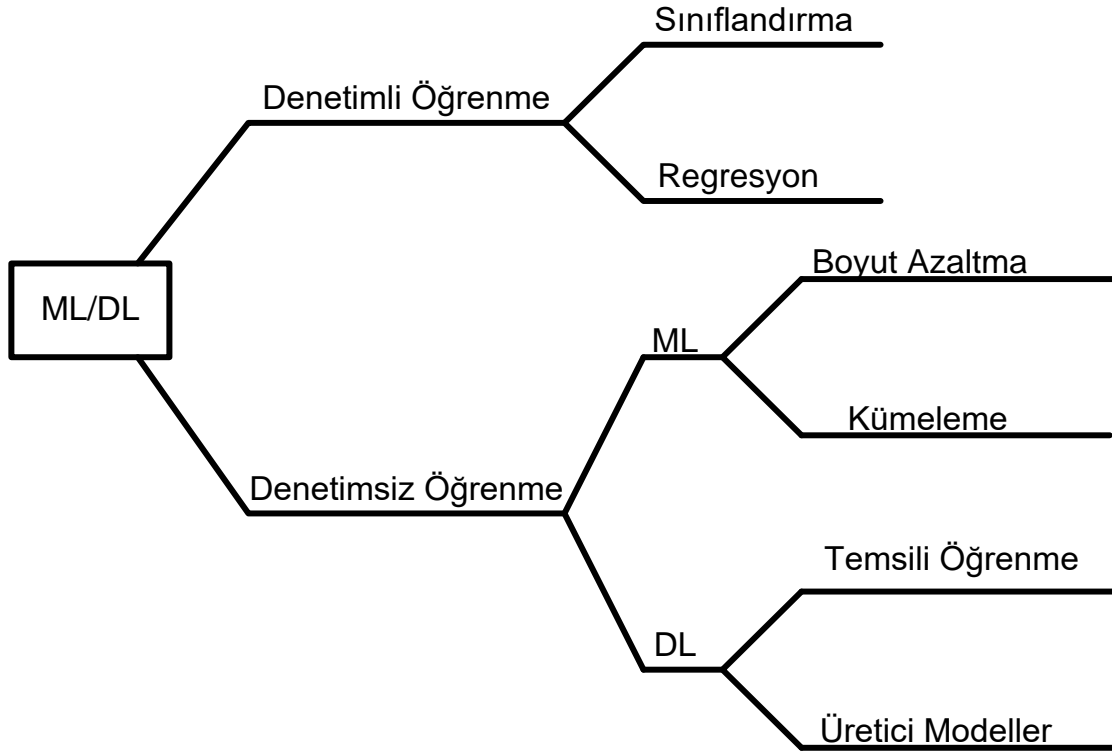 Sınıflandırma
Denetimli Öğrenme
Regresyon
Boyut Azaltma
ML/DL
ML
Kümeleme
Denetimsiz Öğrenme
Temsili Öğrenme
DL
Üretici Modeller